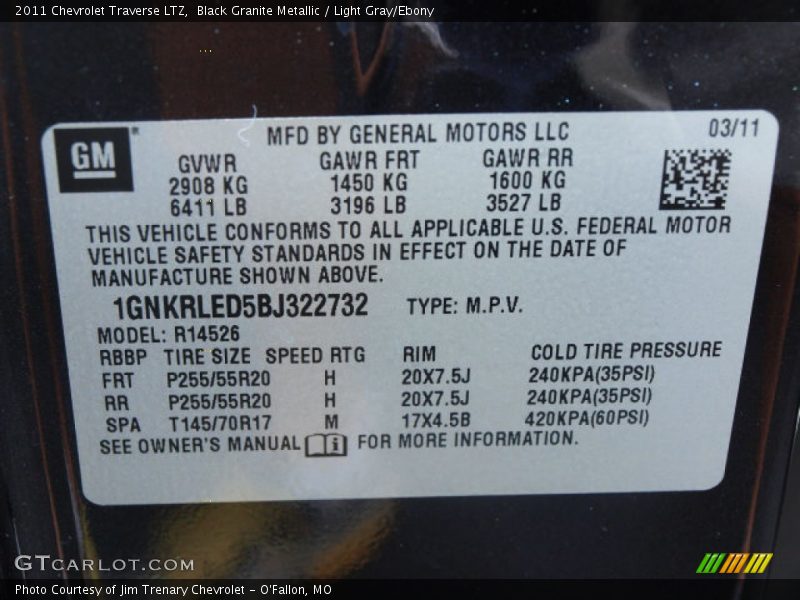 2011 Chevrolet Traverse LTZ, Black Granite Metallic / Light Gray/Ebony
GM
MFD BY GENERAL MOTORS LLC 03/11
GVWR GAWR FRT GAWR RR
2908 KG 1450 KG 1600 KG
6411 LB 3196 LB 3527 LB
THIS VEHICLE CONFORMS TO ALL APPLICABLE U.S. FEDERAL MOTOR
VEHICLE SAFETY STANDARDS IN EFFECT ON THE DATE OF
MANUFACTURE SHOWN ABOVE.
1GNKRLED5BJ322732 TYPE: M.P.V.
MODEL: R14526
RBBP TIRE SIZE SPEED RTG RIM COLD TIRE PRESSURE
FRT P255/55R20 H 20X7.5J 240KPA(35PSI)
RR P255/55R20 H 20X7.5J 240KPA(35PSI)
SPA T145/70R17 M 17X4.5B 420KPA(60PSI)
SEE OWNER'S MANUAL i FOR MORE INFORMATION.
GTCARLOT.COM
Photo Courtesy of Jim Trenary Chevrolet - O'Fallon, MO